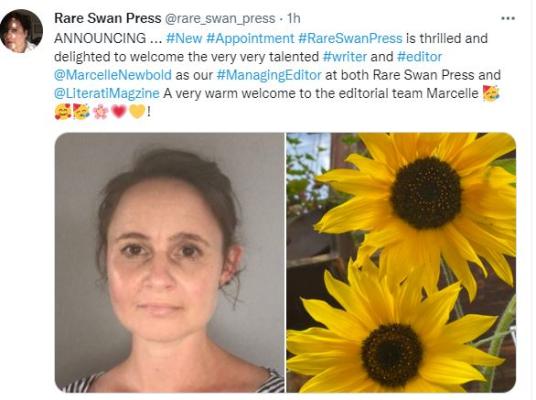 Rare Swan Press @rare_swan_press · 1h
ANNOUNCING ... #New #Appointment #RareSwanPress is thrilled and
delighted to welcome the very very talented #writer and #editor
@MarcelleNewbold as our #ManagingEditor at both Rare Swan Press and
@LiteratiMagzine A very warm welcome to the editorial team Marcelle 🥳
🥰🥳🌸💗💛!